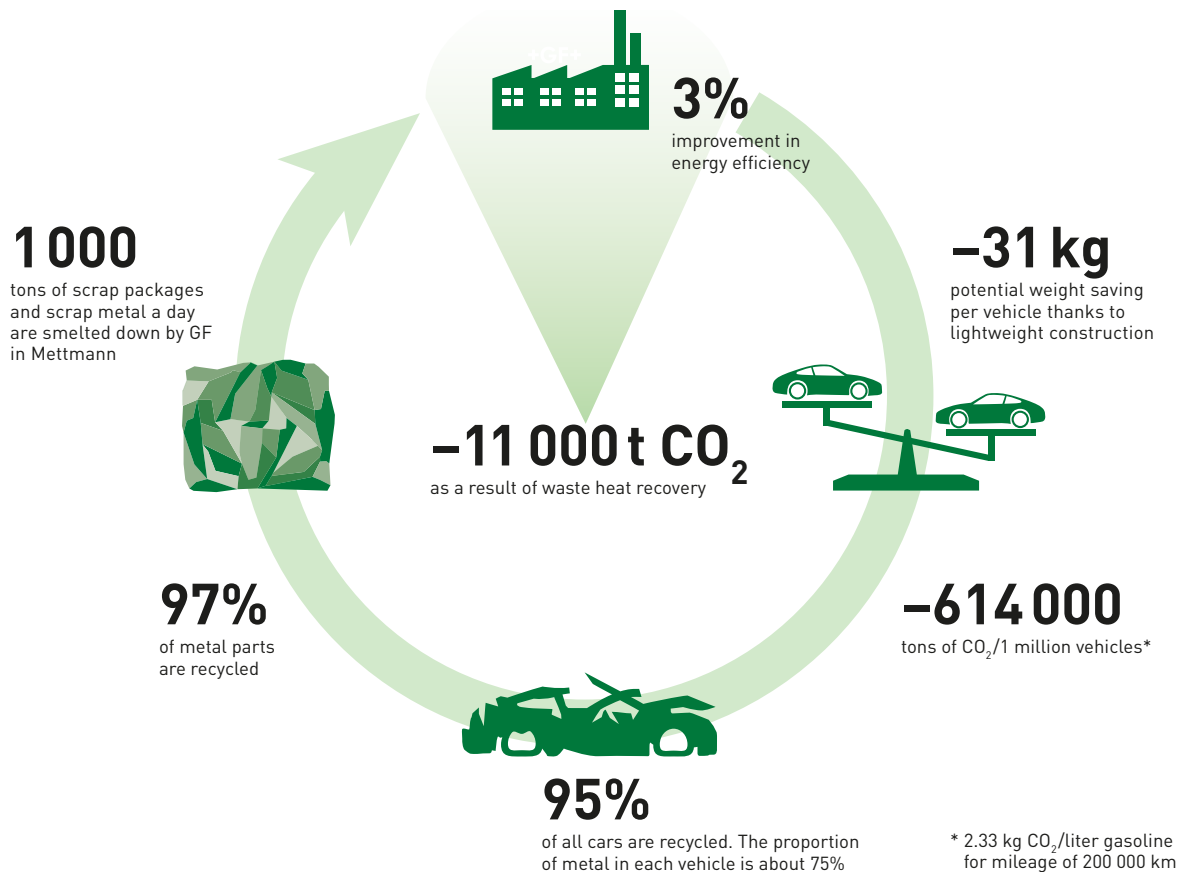 +GF+
3%
improvement in
energy efficiency
1 000
tons of scrap packages
and scrap metal a day
are smelted down by GF
in Mettmann
–31 kg
potential weight saving
per vehicle thanks to
lightweight construction
–11 000 t CO₂
as a result of waste heat recovery
97%
of metal parts
are recycled
–614 000
tons of CO₂/1 million vehicles*
95%
of all cars are recycled. The proportion
of metal in each vehicle is about 75%
* 2.33 kg CO₂/liter gasoline
for mileage of 200 000 km